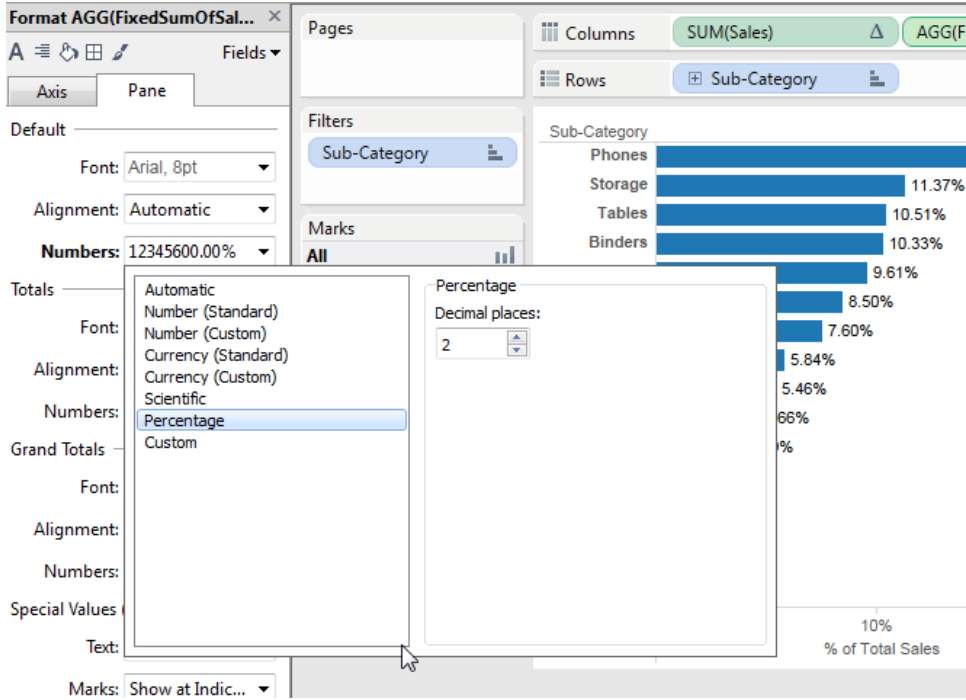 Format AGG(FixedSumOfSal...
Fields
Axis
Pane
Default
Font: Arial, 8pt
Alignment: Automatic
Numbers: 12345600.00%
Totals
Font:
Alignment:
Numbers:
Grand Totals
Font:
Alignment:
Numbers:
Special Values (
Text:
Marks: Show at Indic...
Automatic
Number (Standard)
Number (Custom)
Currency (Standard)
Currency (Custom)
Scientific
Percentage
Custom
Percentage
Decimal places:
2
Pages
Filters
Sub-Category
Marks
All
Columns
SUM(Sales) Δ
AGG(F
Rows
Sub-Category
Sub-Category
Phones
Storage 11.37%
Tables 10.51%
Binders 10.33%
9.61%
8.50%
7.60%
5.84%
5.46%
66%
%
10%
% of Total Sales